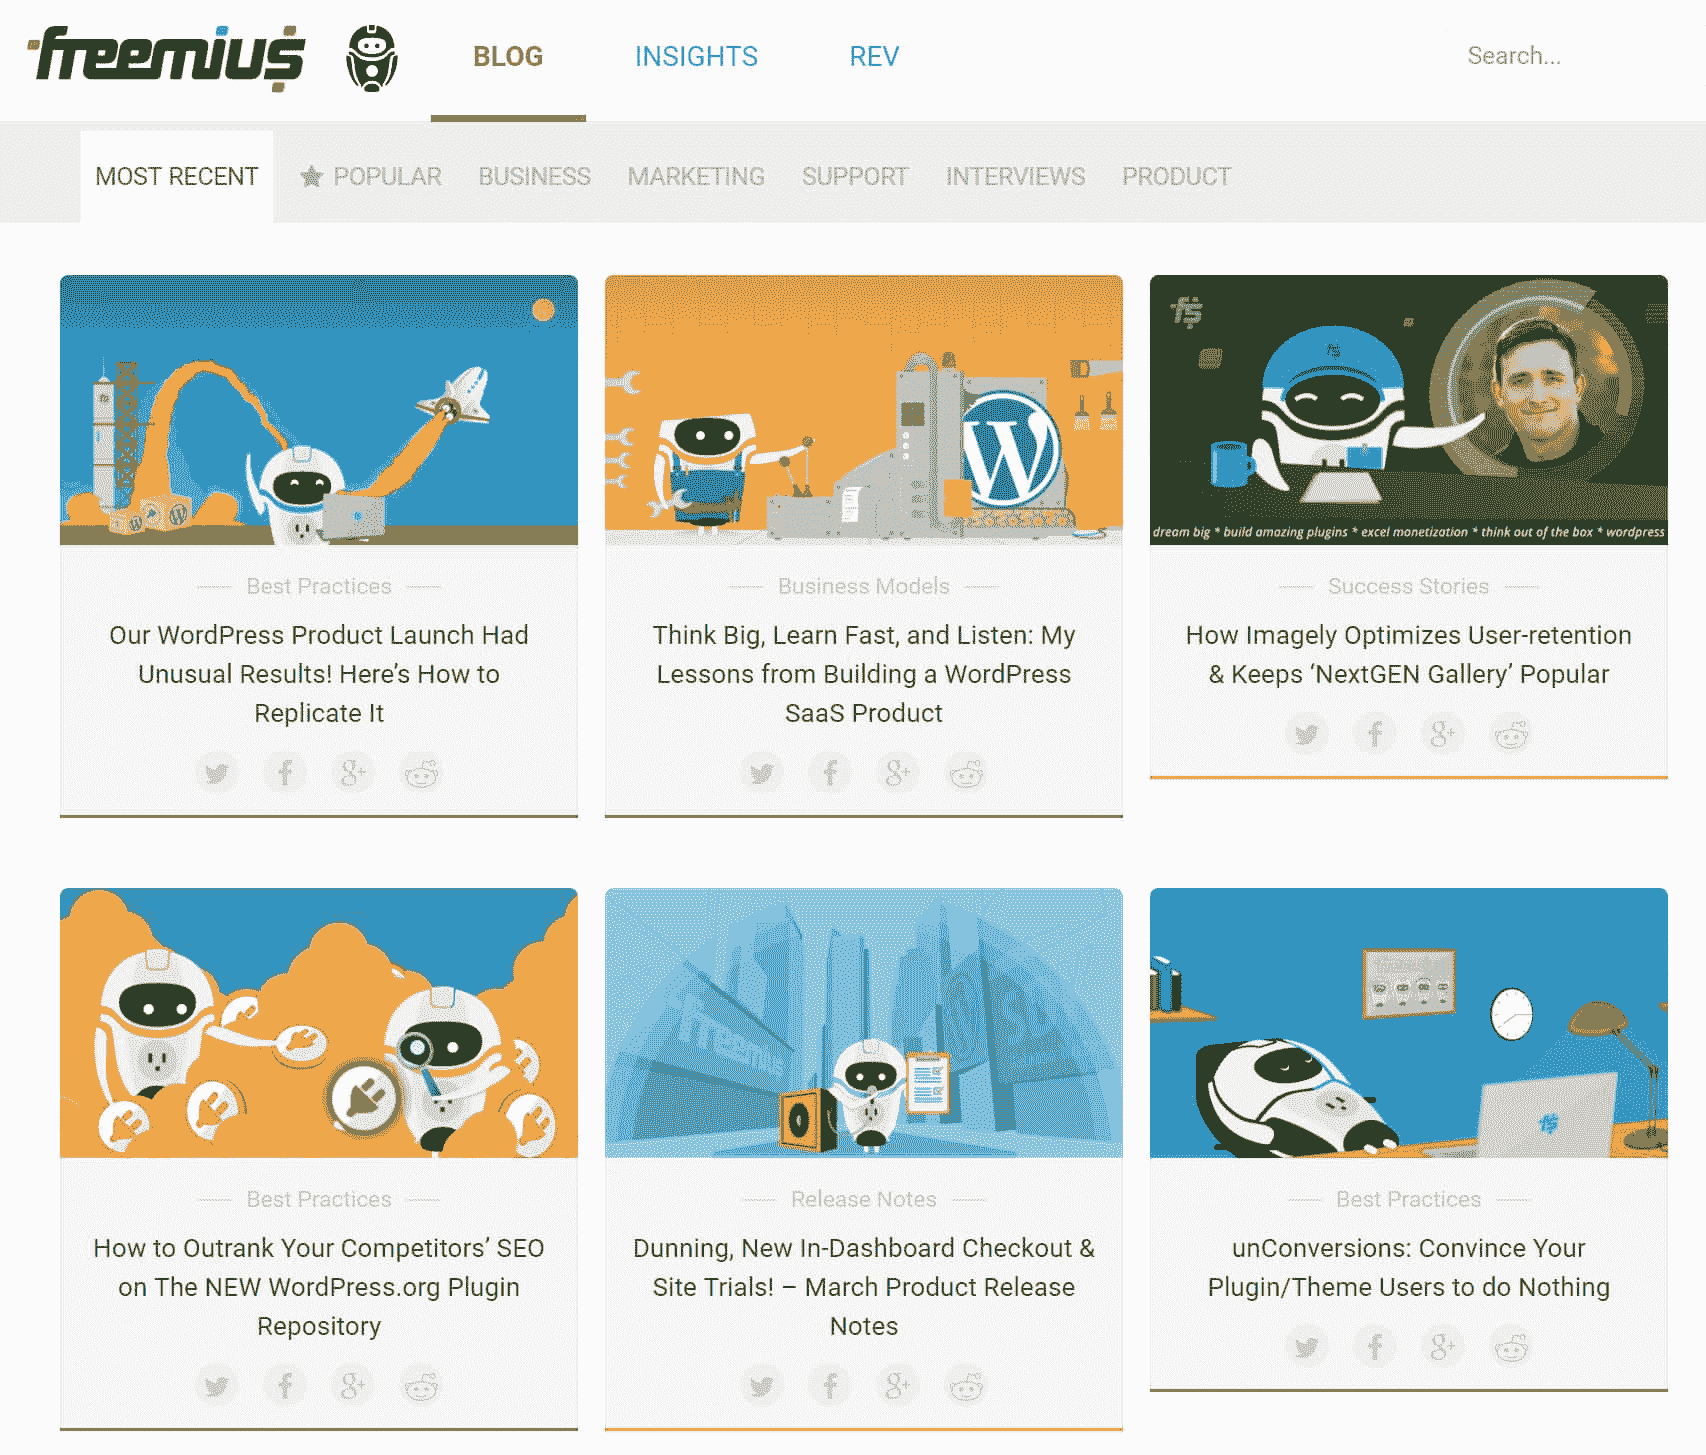 freemius
BLOG
INSIGHTS
REV
Search...
MOST RECENT
POPULAR
BUSINESS
MARKETING
SUPPORT
INTERVIEWS
PRODUCT
dream big * build amazing plugins * excel monetization * think out of the box * wordpress
Best Practices
Our WordPress Product Launch Had
Unusual Results! Here’s How to
Replicate It
Business Models
Think Big, Learn Fast, and Listen: My
Lessons from Building a WordPress
SaaS Product
Success Stories
How Imagely Optimizes User-retention
& Keeps ‘NextGEN Gallery’ Popular
Best Practices
How to Outrank Your Competitors’ SEO
on The NEW WordPress.org Plugin
Repository
Release Notes
Dunning, New In-Dashboard Checkout &
Site Trials! – March Product Release
Notes
Best Practices
unConversions: Convince Your
Plugin/Theme Users to do Nothing